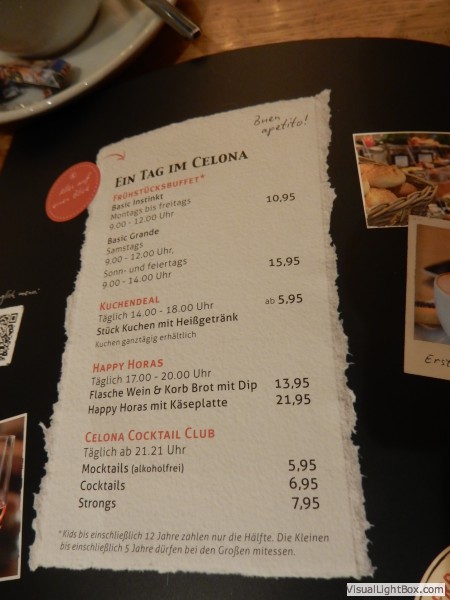 Buen
apetito!
Alles auf
einen Blick
EIN TAG IM CELONA
FRÜHSTÜCKSBUFFET*
Basic Instinkt
Montags bis freitags
9.00 - 12.00 Uhr 10,95
Basic Grande
Samstags
9.00 - 12.00 Uhr,
Sonn- und feiertags
9.00 - 14.00 Uhr 15,95
KUCHENDEAL
Täglich 14.00 - 18.00 Uhr ab 5,95
Stück Kuchen mit Heißgetränk
Kuchen ganztägig erhältlich
HAPPY HORAS
Täglich 17.00 - 20.00 Uhr
Flasche Wein & Korb Brot mit Dip 13,95
Happy Horas mit Käseplatte 21,95
CELONA COCKTAIL CLUB
Täglich ab 21.21 Uhr
Mocktails (alkoholfrei) 5,95
Cocktails 6,95
Strongs 7,95
*Kids bis einschließlich 12 Jahre zahlen nur die Hälfte. Die Kleinen
bis einschließlich 5 Jahre dürfen bei den Großen mitessen.
menü
Erst
VisualLightBox.com